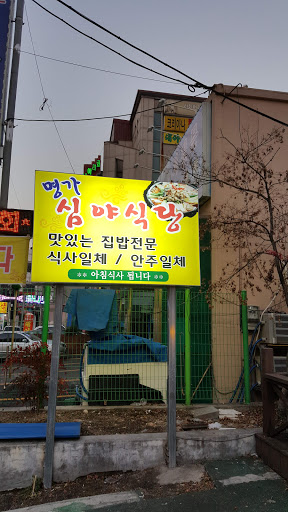 명가
심야식당
맛있는 집밥전문
식사일체 / 안주일체
** 아침식사 됩니다 **
다